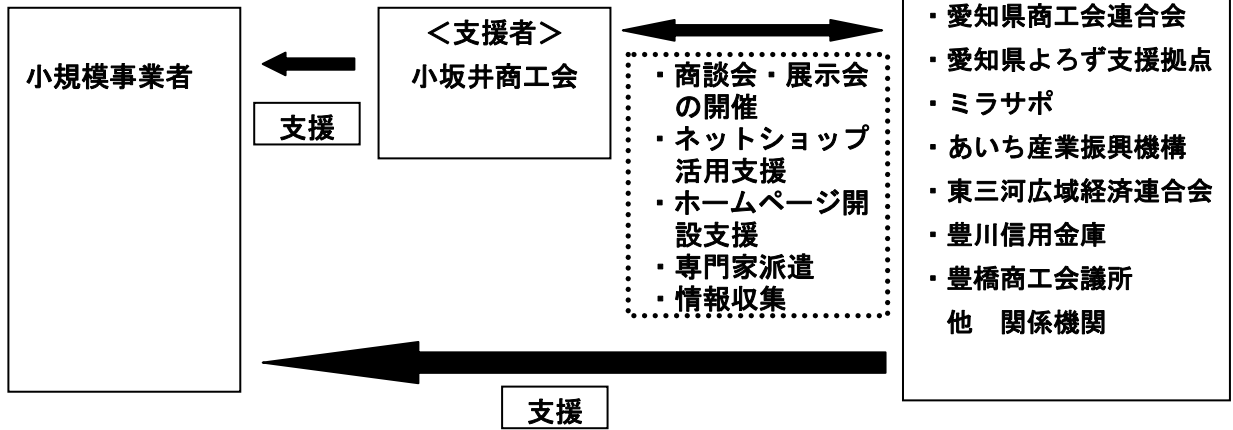 小規模事業者
支援
＜支援者＞
小坂井商工会
・商談会・展示会
の開催
・ネットショップ
活用支援
・ホームページ開
設支援
・専門家派遣
・情報収集
・愛知県商工会連合会
・愛知県よろず支援拠点
・ミラサポ
・あいち産業振興機構
・東三河広域経済連合会
・豊川信用金庫
・豊橋商工会議所
他　関係機関
支援